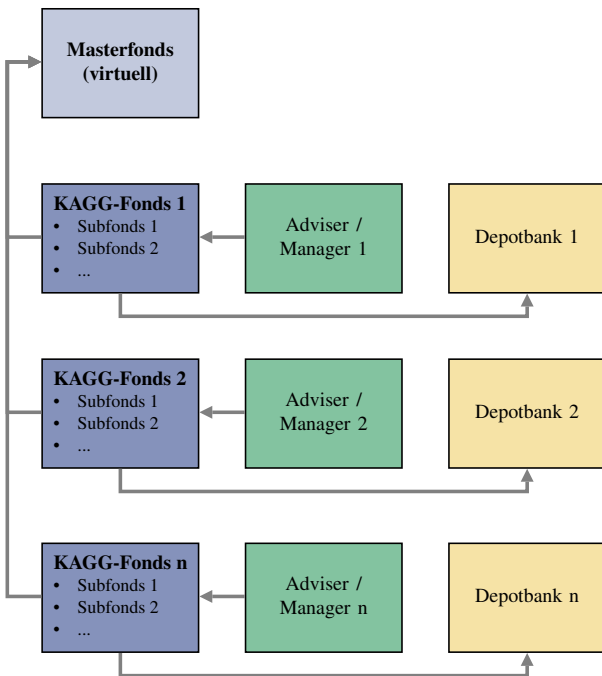 Masterfonds
(virtuell)
KAGG-Fonds 1
• Subfonds 1
• Subfonds 2
• ...
Adviser /
Manager 1
Depotbank 1
KAGG-Fonds 2
• Subfonds 1
• Subfonds 2
• ...
Adviser /
Manager 2
Depotbank 2
KAGG-Fonds n
• Subfonds 1
• Subfonds 2
• ...
Adviser /
Manager n
Depotbank n